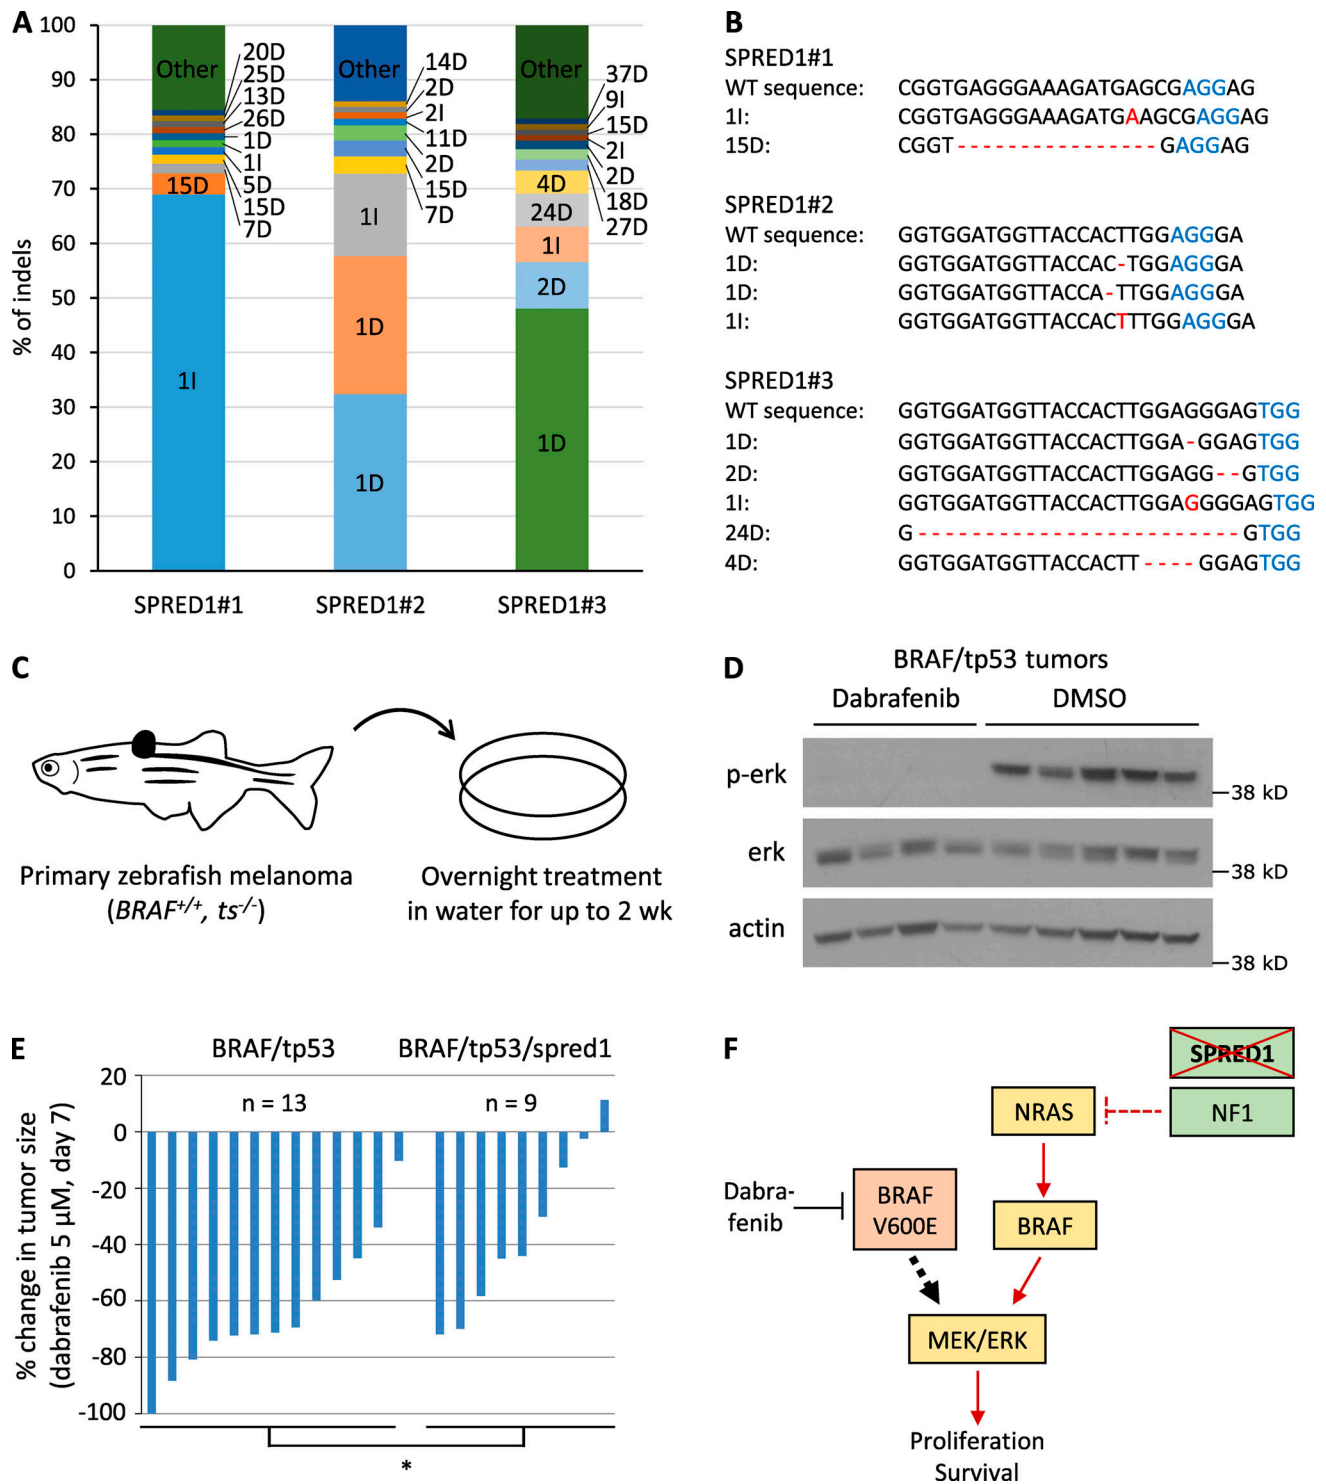 A
% of indels
100
90
80
70
60
50
40
30
20
10
0
Other
15D
1I
20D
25D
13D
26D
1D
1I
5D
15D
7D
Other
1I
1D
1D
14D
2D
2I
11D
2D
15D
7D
Other
4D
24D
1I
2D
1D
37D
9I
15D
2I
2D
18D
27D
SPRED1#1 SPRED1#2 SPRED1#3
B
SPRED1#1
WT sequence: CGGTGAGGGAAAGATGAGCGAGGAG
1I: CGGTGAGGGAAAGATGAAGCGAGGAG
15D: CGGT---------------GAGGAG
SPRED1#2
WT sequence: GGTGGATGGTTACCACTTGGAGGGA
1D: GGTGGATGGTTACCAC-TGGAGGGA
1D: GGTGGATGGTTACCA-TTGGAGGGA
1I: GGTGGATGGTTACCACTTTGGAGGGA
SPRED1#3
WT sequence: GGTGGATGGTTACCACTTGGAGGGAGTGG
1D: GGTGGATGGTTACCACTTGGA-GGAGTGG
2D: GGTGGATGGTTACCACTTGGAGG--GTGG
1I: GGTGGATGGTTACCACTTGGAGGGGAGTGG
24D: G------------------------GTGG
4D: GGTGGATGGTTACCACTT----GGAGTGG
C
Primary zebrafish melanoma
(BRAF+/+, ts-/-)
Overnight treatment
in water for up to 2 wk
D
BRAF/tp53 tumors
Dabrafenib DMSO
p-erk
38 kD
erk
38 kD
actin
38 kD
E
BRAF/tp53 BRAF/tp53/spred1
n = 13 n = 9
% change in tumor size
(dabrafenib 5 µM, day 7)
20
0
-20
-40
-60
-80
-100
*
F
SPRED1
NF1
NRAS
Dabra-
fenib
BRAF
V600E
BRAF
MEK/ERK
Proliferation
Survival